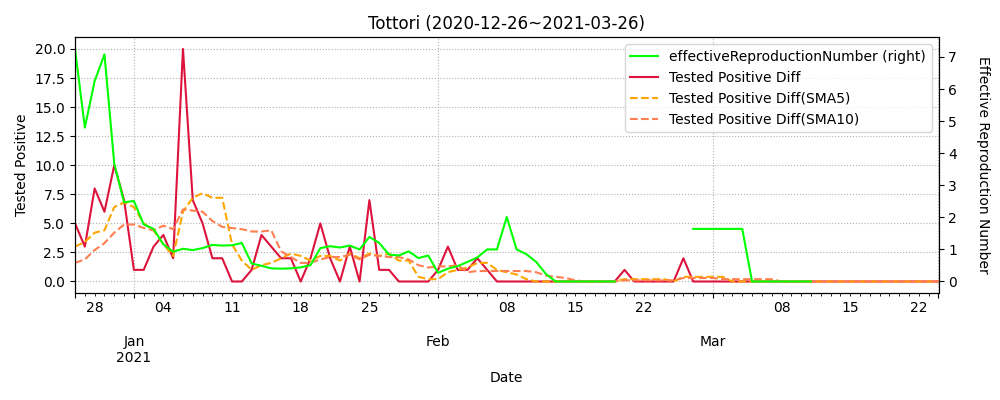 Tottori (2020-12-26~2021-03-26)
effectiveReproductionNumber (right)
Tested Positive Diff
Tested Positive Diff(SMA5)
Tested Positive Diff(SMA10)
Tested Positive
20.0
17.5
15.0
12.5
10.0
7.5
5.0
2.5
0.0
Effective Reproduction Number
7
6
5
4
3
2
1
0
28 04 11 18 25 08 15 22 08 15 22
Jan Feb Mar
2021
Date